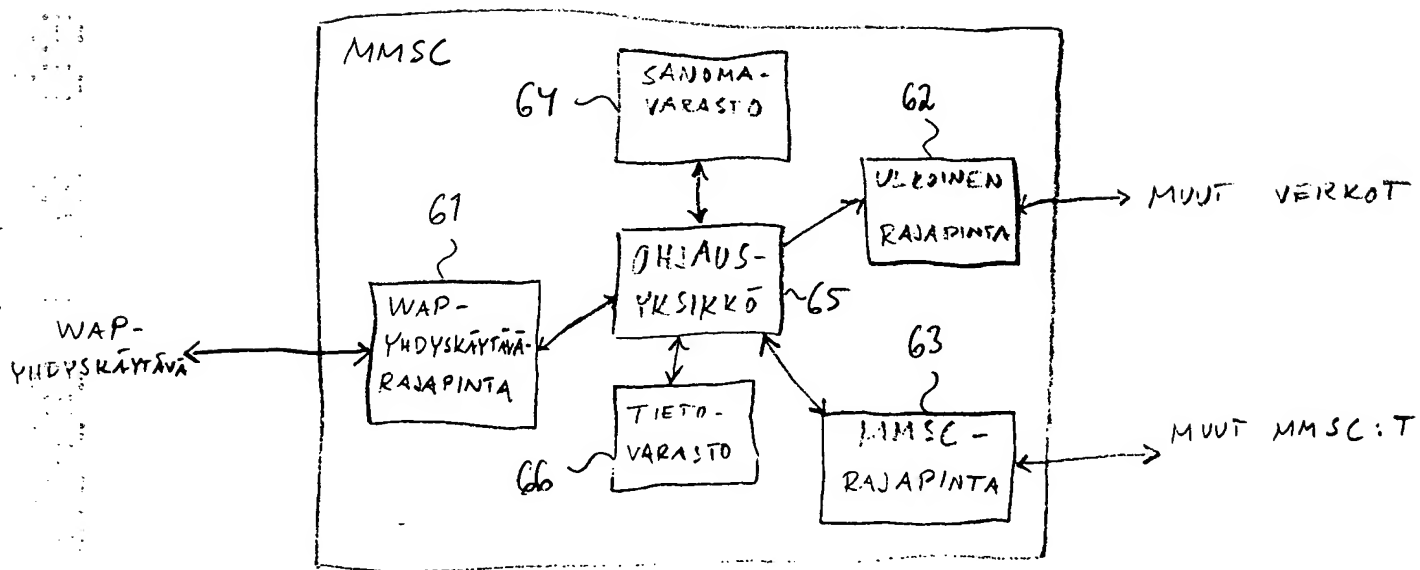 MMSC
64
SANOMA-
VARASTO
62
ULKOINEN
RAJAPINTA
MUUT VERKOT
61
WAP-
YHDYSKÄYTÄVÄ-
RAJAPINTA
OHJAUS-
YKSIKKÖ
65
WAP-
YHDYSKÄYTÄVÄ
63
MMSC-
RAJAPINTA
MUUT MMSC:T
TIETO-
VARASTO
66